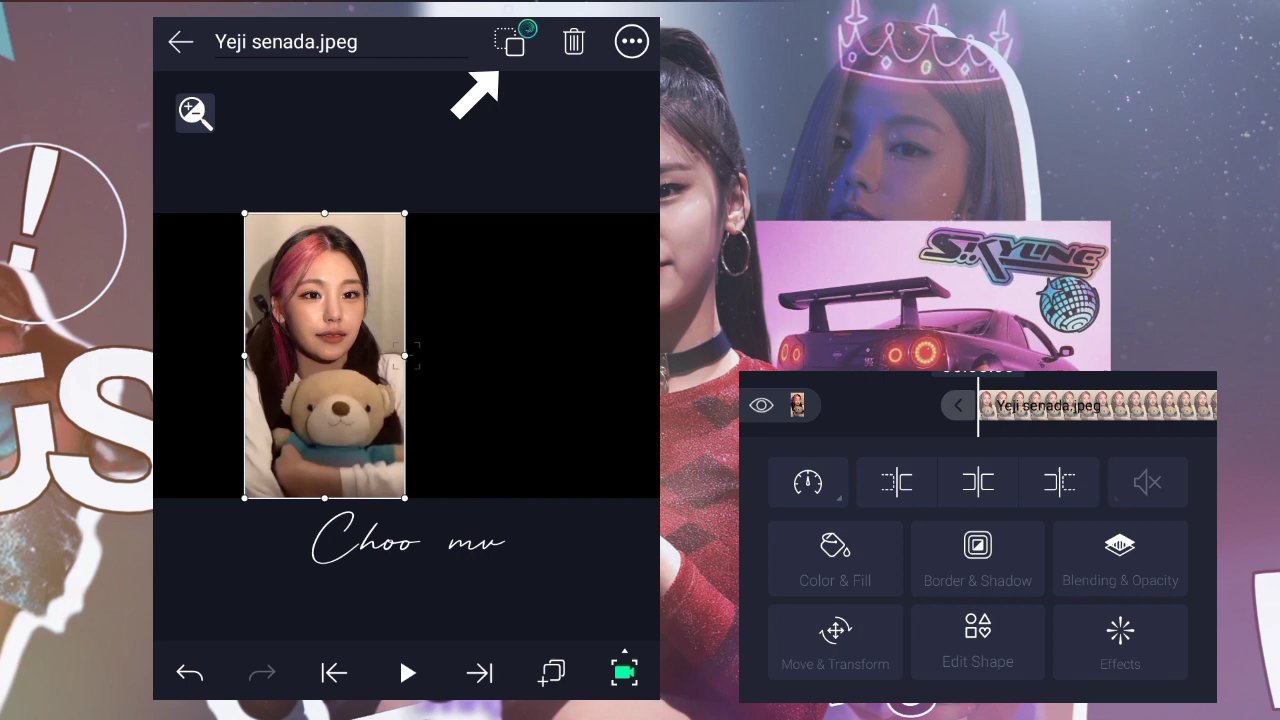 Yeji senada.jpeg
Choo mv
!
US
SKYLINE
Yeji senada.jpeg
Color & Fill
Border & Shadow
Blending & Opacity
Move & Transform
Edit Shape
Effects